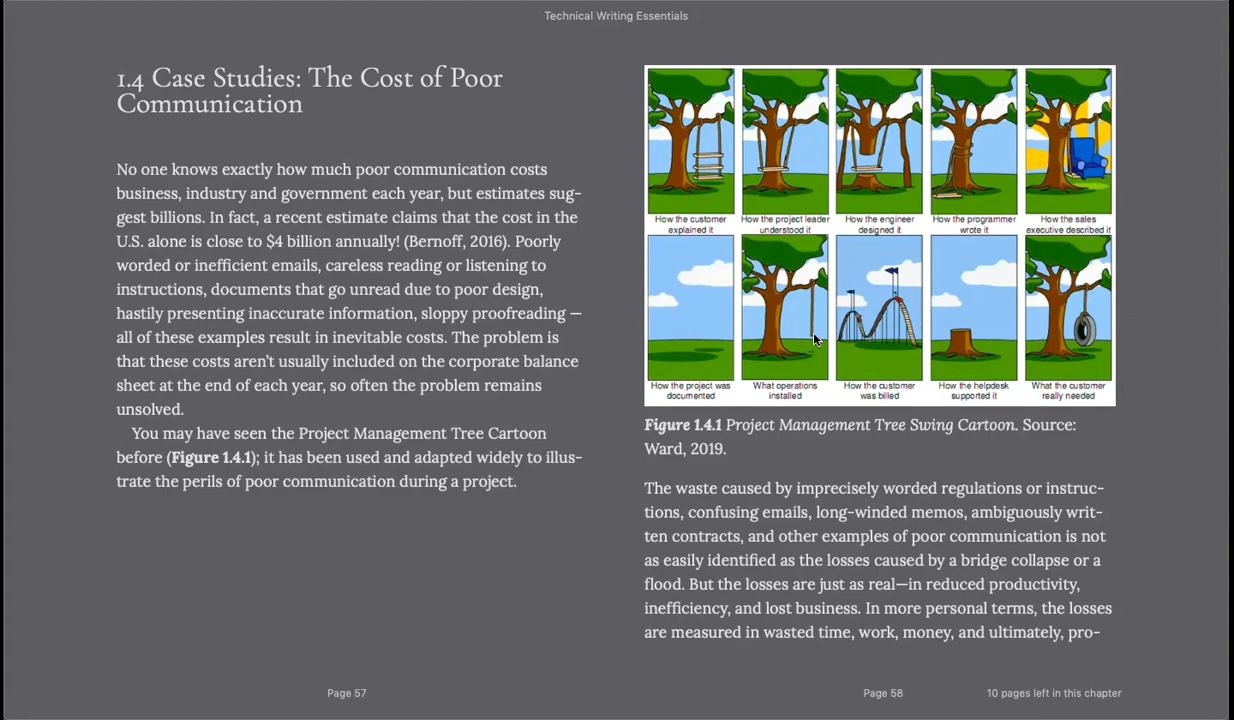 Technical Writing Essentials
1.4 Case Studies: The Cost of Poor
Communication
No one knows exactly how much poor communication costs
business, industry and government each year, but estimates sug-
gest billions. In fact, a recent estimate claims that the cost in the
U.S. alone is close to $4 billion annually! (Bernoff, 2016). Poorly
worded or inefficient emails, careless reading or listening to
instructions, documents that go unread due to poor design,
hastily presenting inaccurate information, sloppy proofreading —
all of these examples result in inevitable costs. The problem is
that these costs aren't usually included on the corporate balance
sheet at the end of each year, so often the problem remains
unsolved.
You may have seen the Project Management Tree Cartoon
before (Figure 1.4.1); it has been used and adapted widely to illus-
trate the perils of poor communication during a project.
Page 57
How the customer
explained it
How the project leader
understood it
How the engineer
designed it
How the programmer
wrote it
How the sales
executive described it
How the project was
documented
What operations
installed
How the customer
was billed
How the helpdesk
supported it
What the customer
really needed
Figure 1.4.1 Project Management Tree Swing Cartoon. Source:
Ward, 2019.
The waste caused by imprecisely worded regulations or instruc-
tions, confusing emails, long-winded memos, ambiguously writ-
ten contracts, and other examples of poor communication is not
as easily identified as the losses caused by a bridge collapse or a
flood. But the losses are just as real—in reduced productivity,
inefficiency, and lost business. In more personal terms, the losses
are measured in wasted time, work, money, and ultimately, pro-
Page 58
10 pages left in this chapter